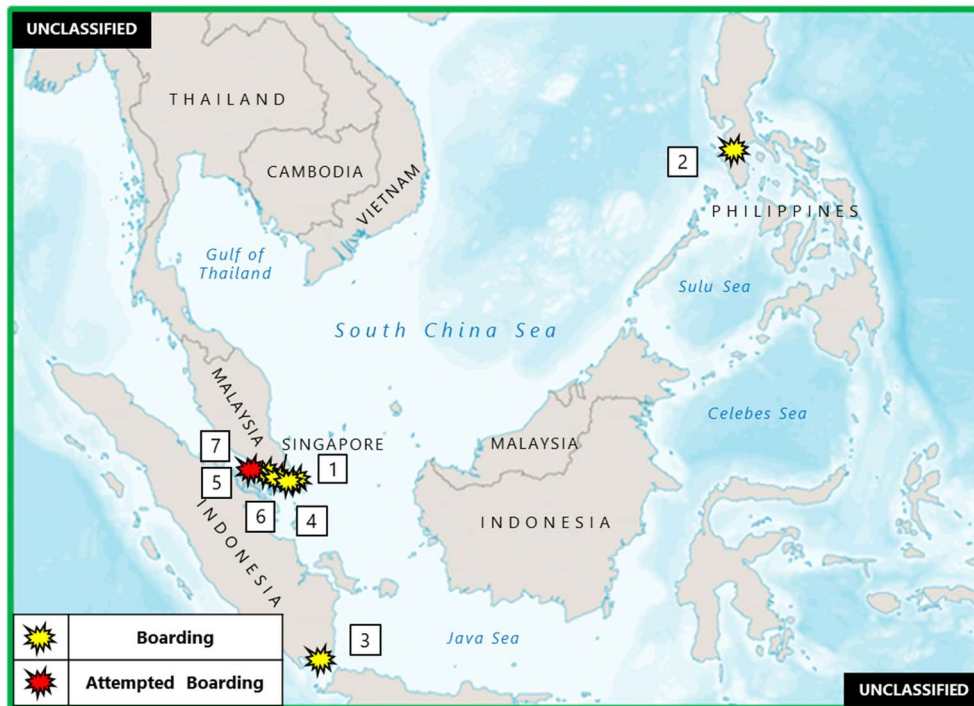 UNCLASSIFIED
THAILAND
CAMBODIA
VIETNAM
2
PHILIPPINES
Gulf of
Thailand
Sulu Sea
South China Sea
MALAYSIA
Celebes Sea
7
SINGAPORE
MALAYSIA
1
5
6
4
INDONESIA
INDONESIA
3
Java Sea
Boarding
Attempted Boarding
UNCLASSIFIED